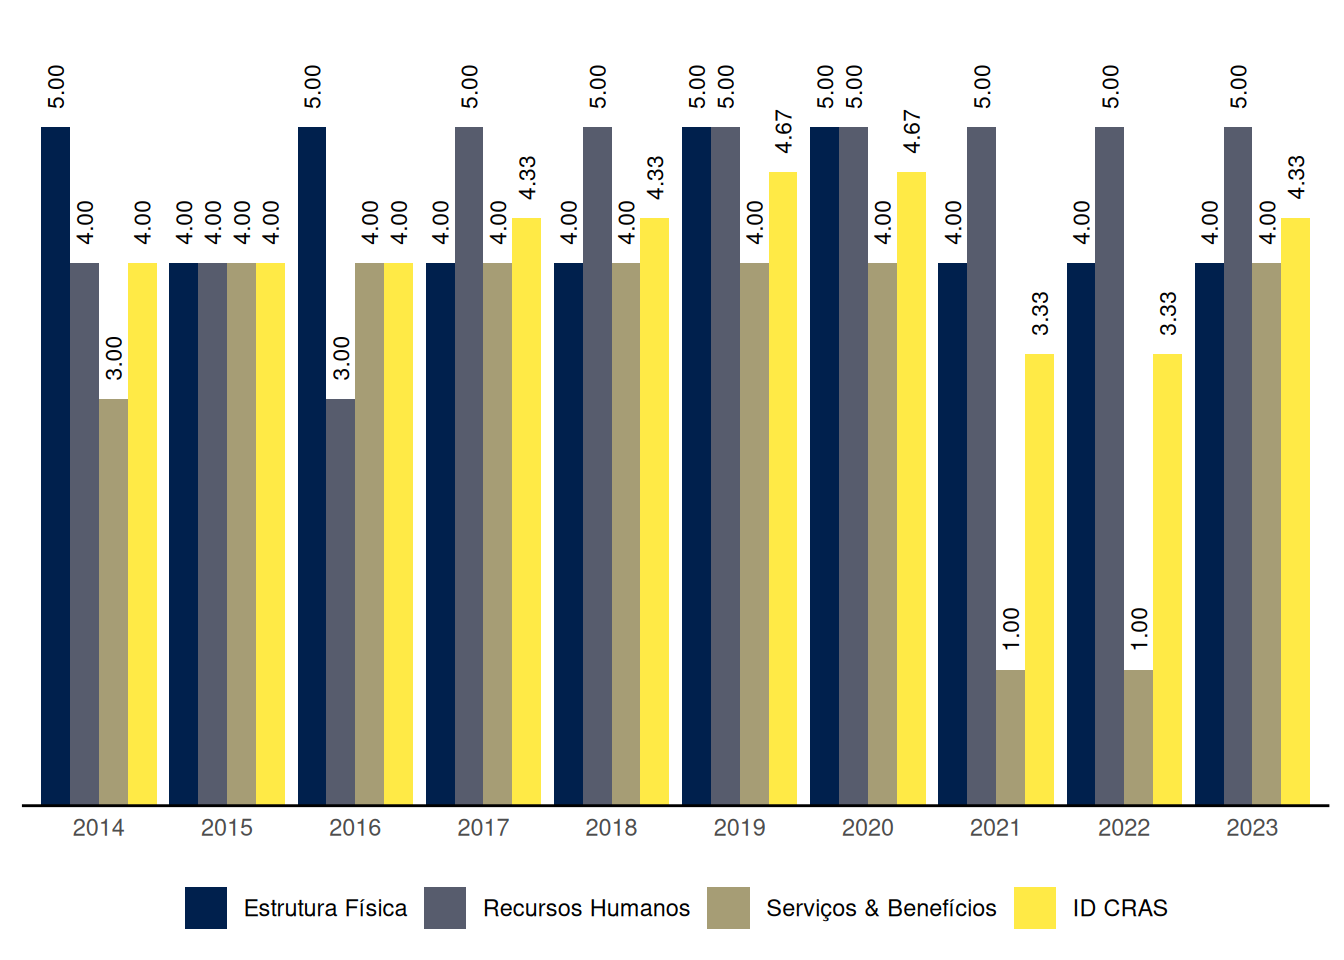 5.00 4.00 3.00 4.00 4.00 4.00 4.00 4.00 5.00 3.00 4.00 4.00 4.00 5.00 4.00 4.33 4.00 5.00 4.00 4.33 5.00 5.00 4.00 4.67 5.00 5.00 4.00 4.67 4.00 5.00 1.00 3.33 4.00 5.00 1.00 3.33 4.00 5.00 4.00 4.33
2014 2015 2016 2017 2018 2019 2020 2021 2022 2023
Estrutura Física Recursos Humanos Serviços & Benefícios ID CRAS